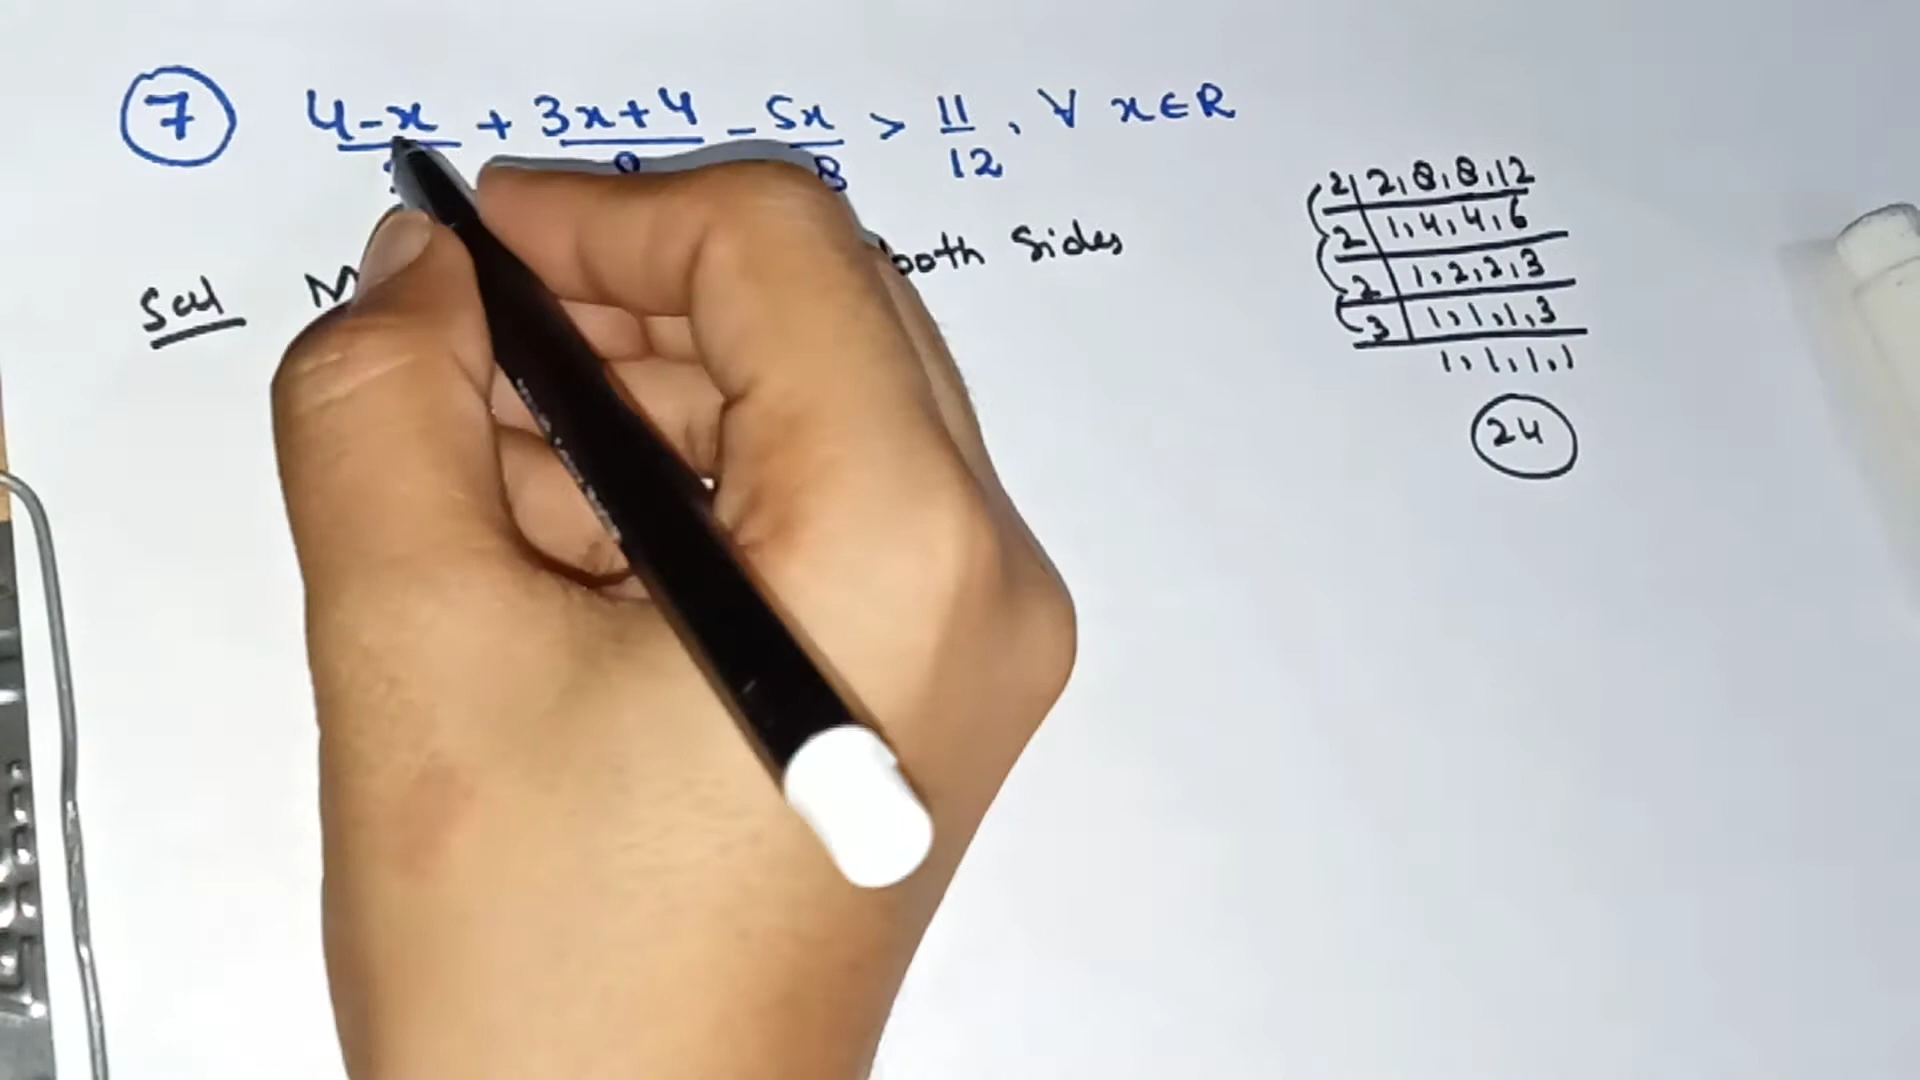 7 4-x + 3x+4 - 5x > 11 , ∀ x∈R
8 12
Sol both Sides
2 | 2, 8, 8, 12
2 | 1, 4, 4, 6
2 | 1, 2, 2, 3
3 | 1, 1, 1, 3
1, 1, 1, 1
24